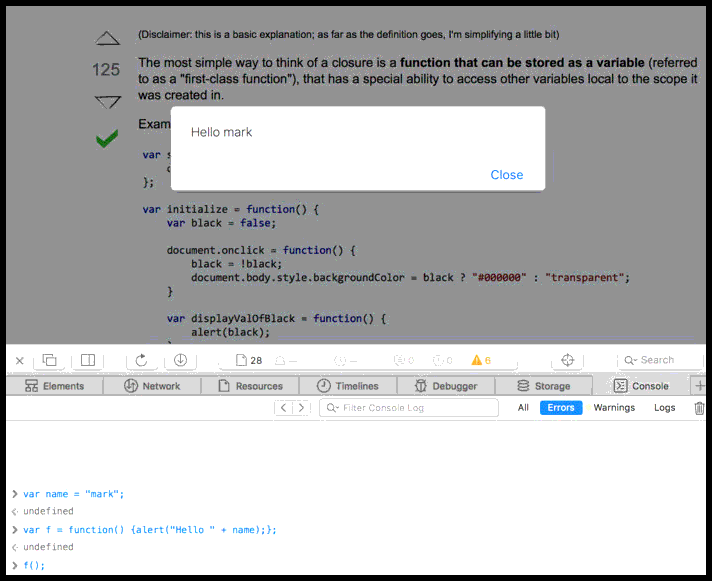 (Disclaimer: this is a basic explanation; as far as the definition goes, I'm simplifying a little bit)
125
The most simple way to think of a closure is a function that can be stored as a variable (referred
to as a "first-class function"), that has a special ability to access other variables local to the scope it
was created in.
Exam
Hello mark
Close
var s
};
var initialize = function() {
var black = false;
document.onclick = function() {
black = !black;
document.body.style.backgroundColor = black ? "#000000" : "transparent";
}
var displayValOfBlack = function() {
alert(black);
28 — — 0 0 6 Search
Elements Network Resources Timelines Debugger Storage Console +
Filter Console Log All Errors Warnings Logs
> var name = "mark";
undefined
> var f = function() {alert("Hello " + name);};
undefined
> f();